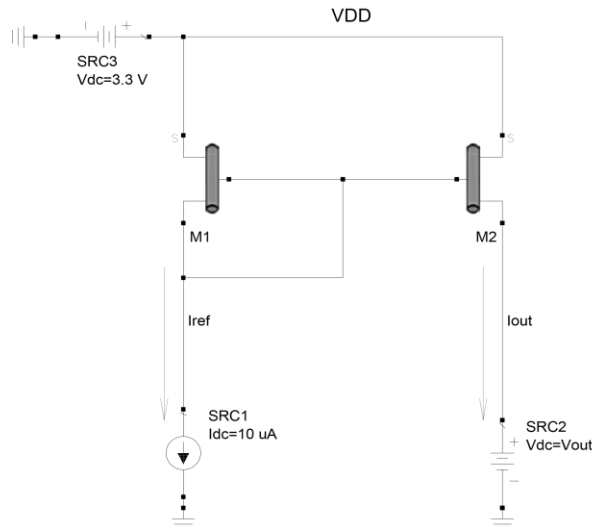 VDD
- +
SRC3
Vdc=3.3 V
S
S
M1
M2
Iref
Iout
SRC1
Idc=10 uA
SRC2
+
Vdc=Vout
-